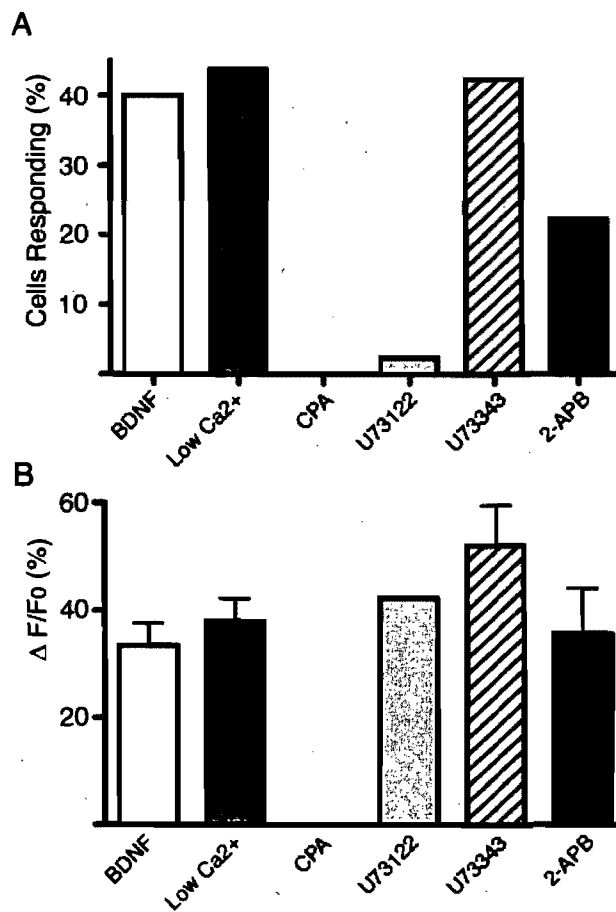 A
Cells Responding (%)
40
30
20
10
BDNF
Low Ca2+
CPA
U73122
U73343
2-APB
B
Δ F/F0 (%)
60
40
20
BDNF
Low Ca2+
CPA
U73122
U73343
2-APB